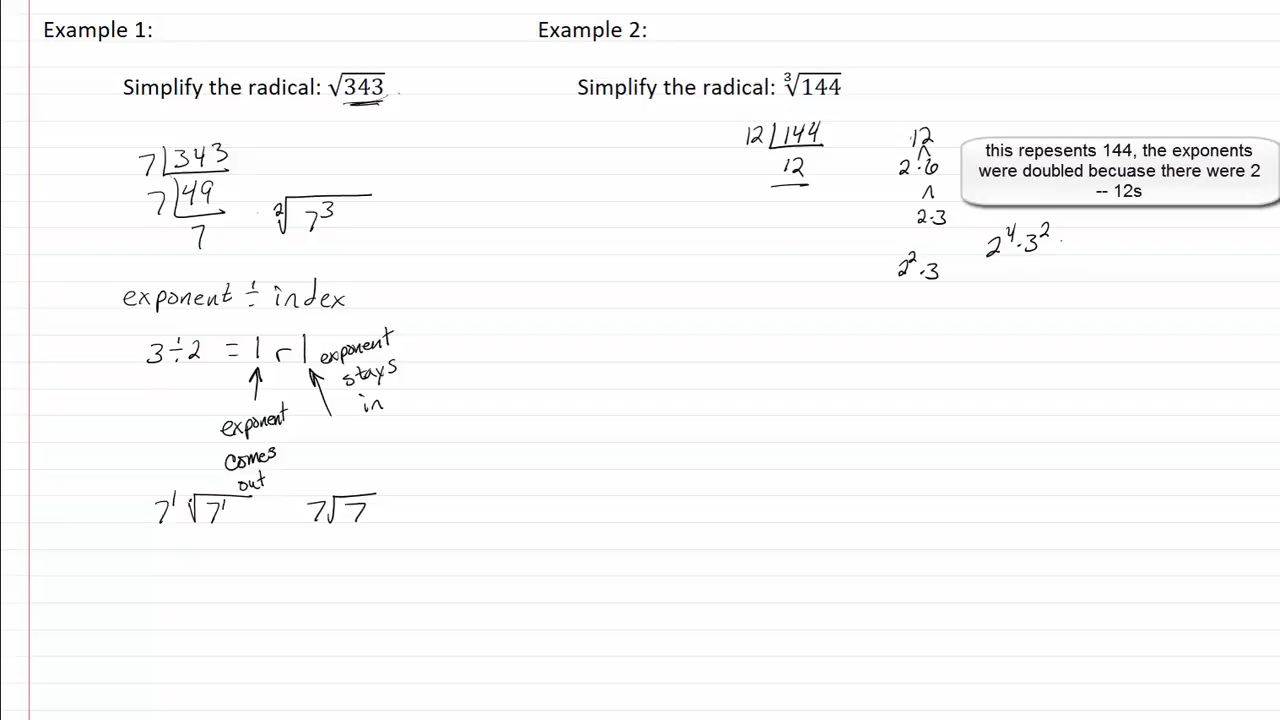 Example 1:
Simplify the radical: √343
7 | 343
7 | 49
7
²√7³
exponent ÷ index
3 ÷ 2 = 1 r 1 exponent
stays
in
exponent
comes
out
7¹ √7¹ 7√7
Example 2:
Simplify the radical: ³√144
12 | 144
12
12
2·6
2·3
2²·3
this repesents 144, the exponents
were doubled becuase there were 2
-- 12s
2⁴·3²